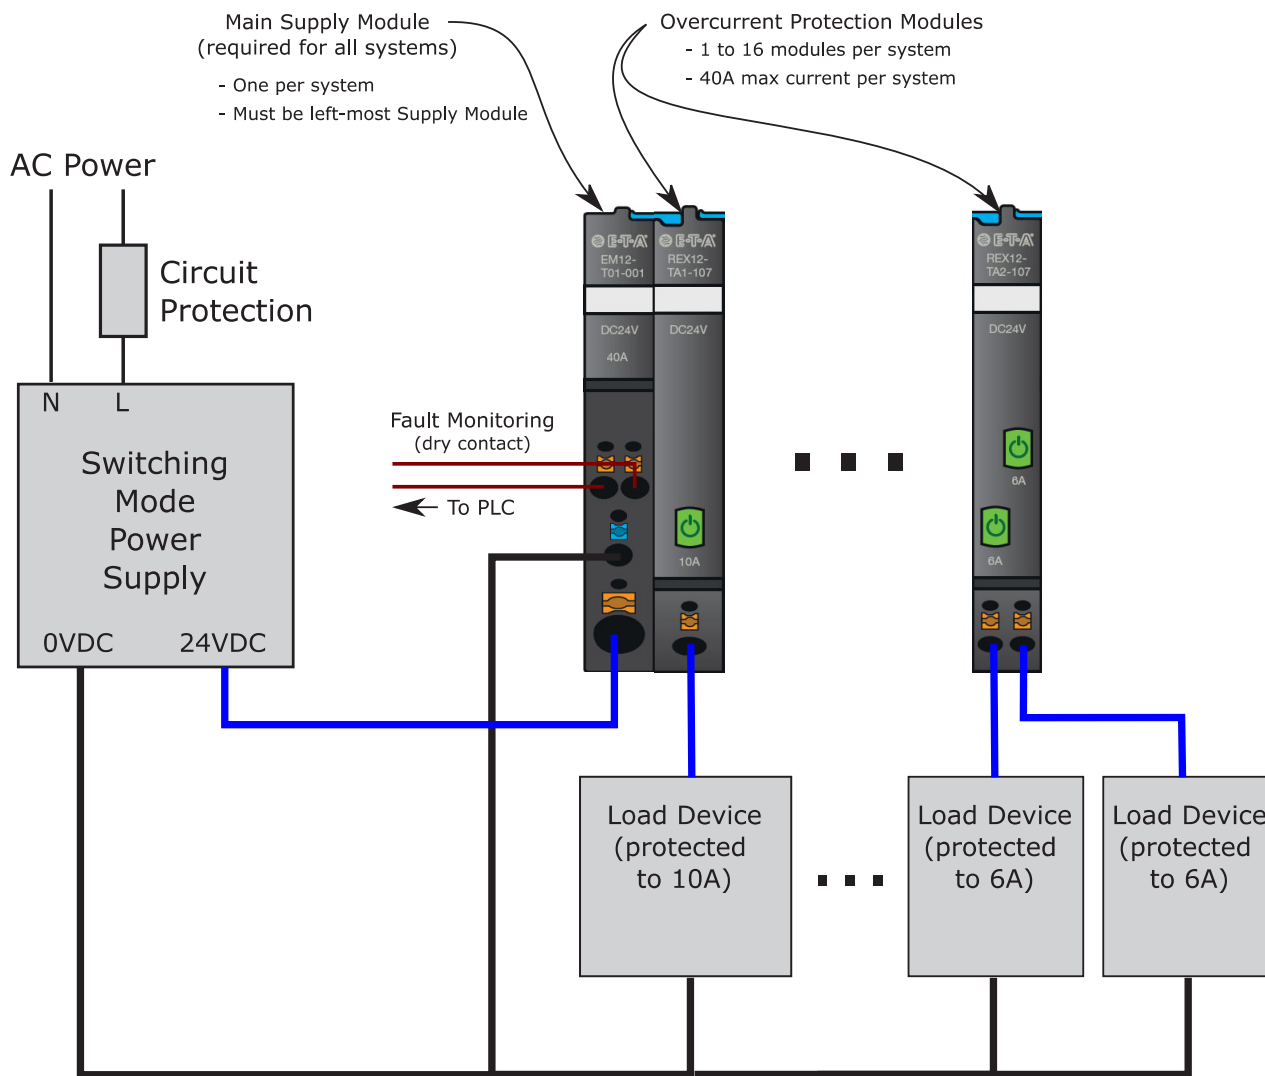 Main Supply Module
(required for all systems)
- One per system
- Must be left-most Supply Module
Overcurrent Protection Modules
- 1 to 16 modules per system
- 40A max current per system
AC Power
Circuit
Protection
N L
Switching
Mode
Power
Supply
0VDC 24VDC
Fault Monitoring
(dry contact)
To PLC
E-T-A
EM12-
T01-001
DC24V
40A
E-T-A
REX12-
TA1-107
DC24V
10A
E-T-A
REX12-
TA2-107
DC24V
6A
6A
Load Device
(protected
to 10A)
Load Device
(protected
to 6A)
Load Device
(protected
to 6A)